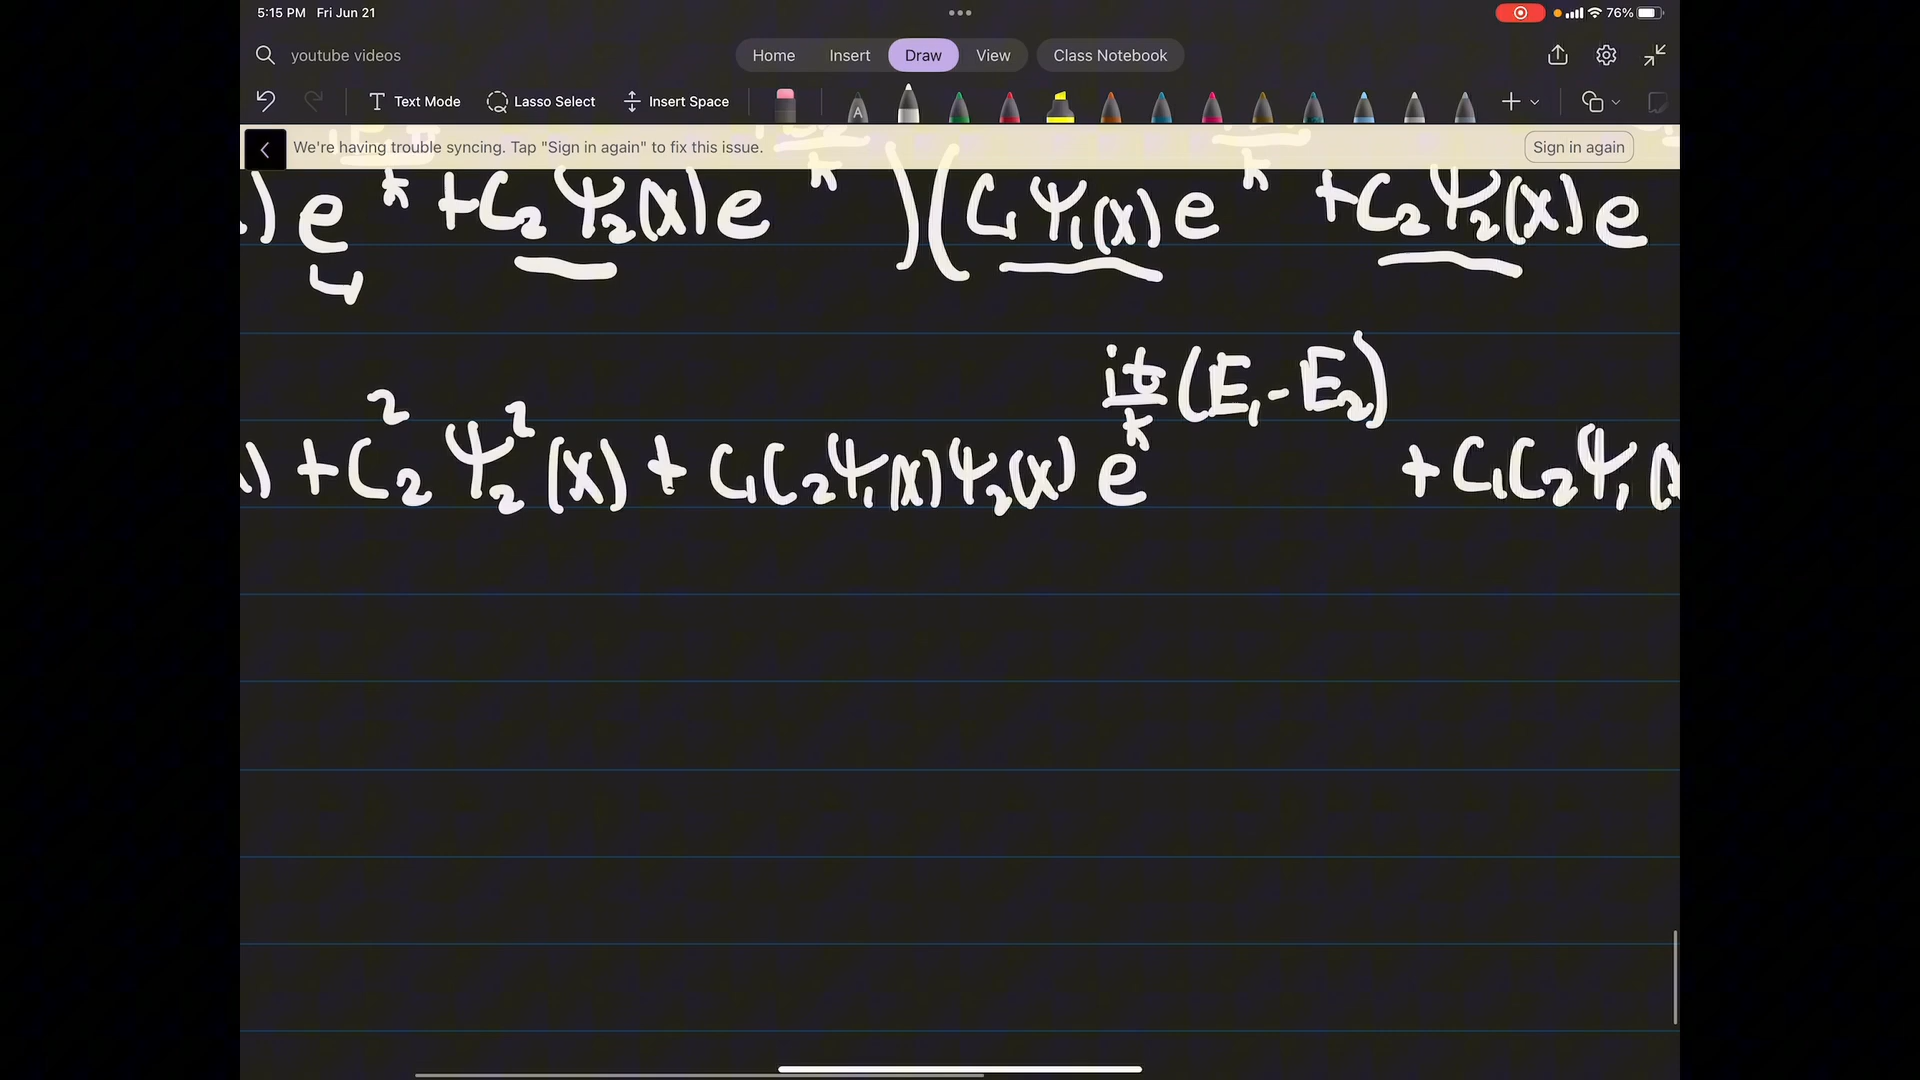 5:15 PM Fri Jun 21
76%
youtube videos
Home Insert Draw View Class Notebook
Text Mode Lasso Select Insert Space
A
We're having trouble syncing. Tap "Sign in again" to fix this issue. Sign in again
) e ħ + C₂ Ψ₂(x) e ħ ) ( C₁ Ψ₁(x) e ħ + C₂ Ψ₂(x) e
it/ħ (E₁ - E₂)
) + C₂² Ψ₂² (x) + C₁C₂Ψ₁(x)Ψ₂(x) e + C₁C₂Ψ₁(